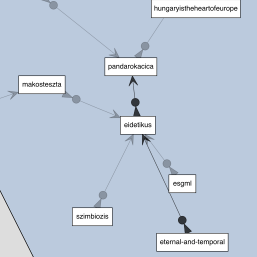 hungaryistheheartofeurope
pandarokacica
makosteszta
eidetikus
esgml
szimbiozis
eternal-and-temporal